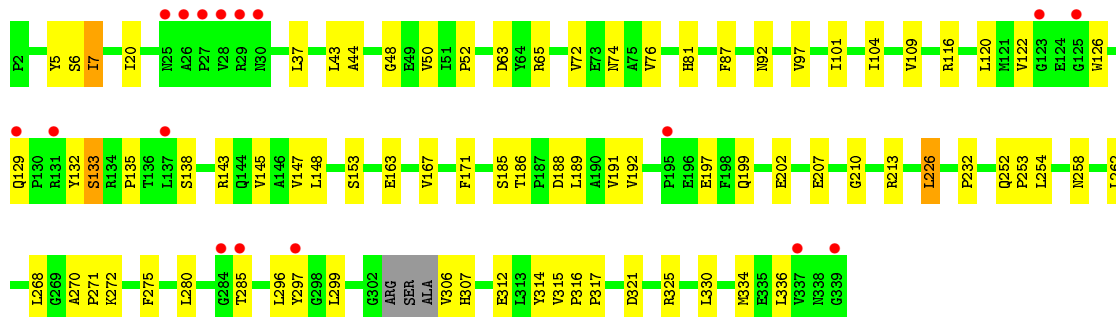 P2 Y5 S6 I7 I20 N25 A26 P27 V28 R29 N30 L37 L43 A44 G48 E49 V50 I51 P52 D63 Y64 R65 V72 E73 N74 A75 V76 H81 F87 N92 V97 I101 I104 V109 R116 L120 M121 V122 G123 E124 G125 W126
Q129 P130 R131 Y132 S133 R134 P135 T136 L137 S138 R143 Q144 V145 A146 V147 L148 S153 E163 V167 F171 S185 T186 P187 D188 L189 A190 V191 V192 P195 E196 E197 F198 Q199 E202 E207 G210 R213 L226 P232 Q252 P253 L254 N258 L262
L268 G269 A270 P271 K272 F275 L280 G284 T285 L296 Y297 G298 L299 G302 ARG SER ALA V306 H307 E312 L313 Y314 V315 P316 P317 D321 R325 L330 M334 E335 L336 V337 N338 G339